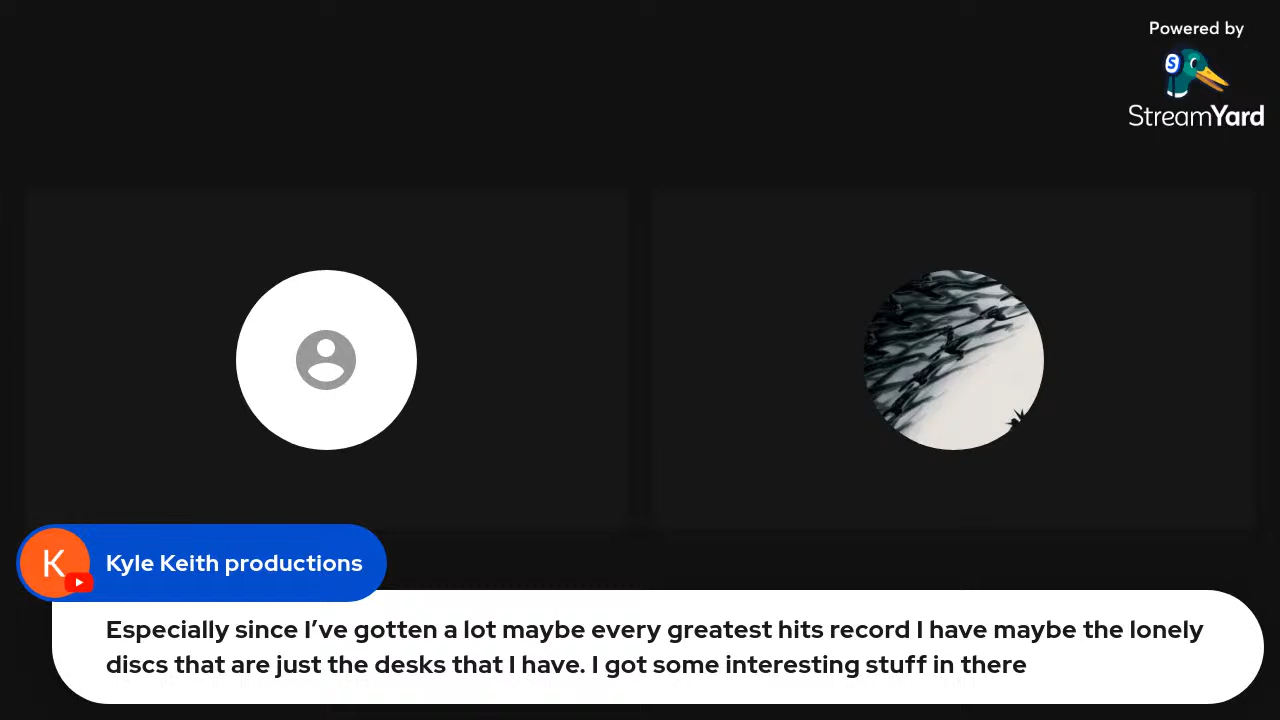 Powered by
S
StreamYard
K
Kyle Keith productions
Especially since I’ve gotten a lot maybe every greatest hits record I have maybe the lonely
discs that are just the desks that I have. I got some interesting stuff in there